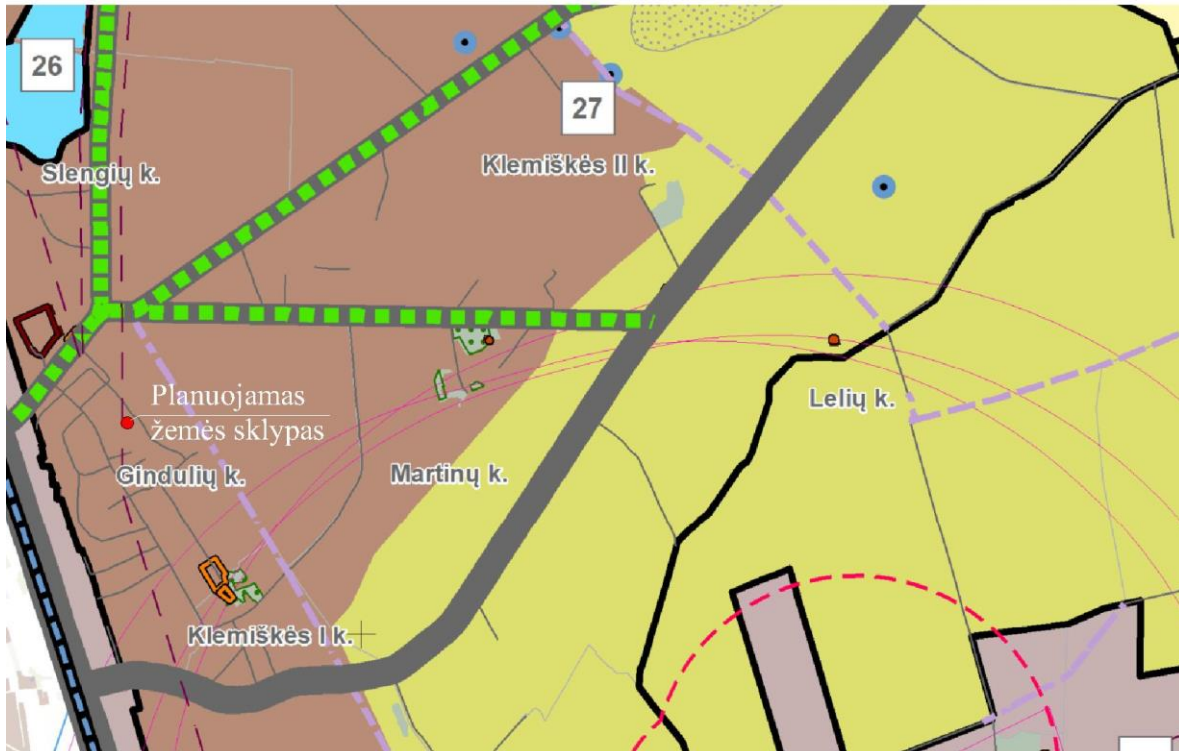 26
27
Slengių k.
Klemiškės II k.
Planuojamas
žemės sklypas
Lelių k.
Gindulių k.
Martinų k.
Klemiškės I k.